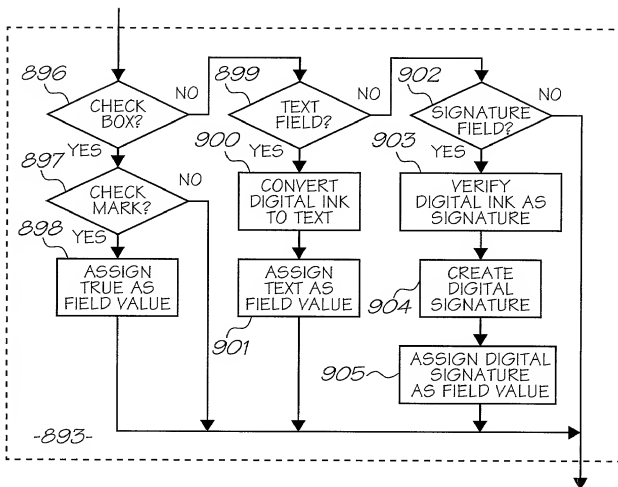 896
CHECK
BOX?
NO
YES
897
CHECK
MARK?
NO
YES
898
ASSIGN
TRUE AS
FIELD VALUE
899
TEXT
FIELD?
NO
YES
900
CONVERT
DIGITAL INK
TO TEXT
ASSIGN
TEXT AS
FIELD VALUE
901
902
SIGNATURE
FIELD?
NO
YES
903
VERIFY
DIGITAL INK AS
SIGNATURE
CREATE
DIGITAL
SIGNATURE
904
ASSIGN DIGITAL
SIGNATURE
AS FIELD VALUE
905
-893-